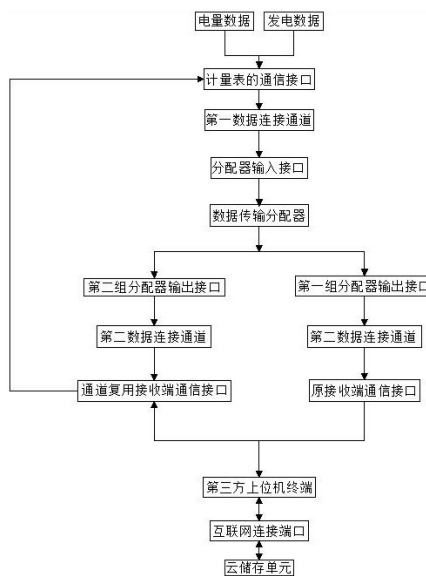 电量数据
发电数据
计量表的通信接口
第一数据连接通道
分配器输入接口
数据传输分配器
第二组分配器输出接口
第一组分配器输出接口
第二数据连接通道
第二数据连接通道
通道复用接收端通信接口
原接收端通信接口
第三方上位机终端
互联网连接端口
云储存单元